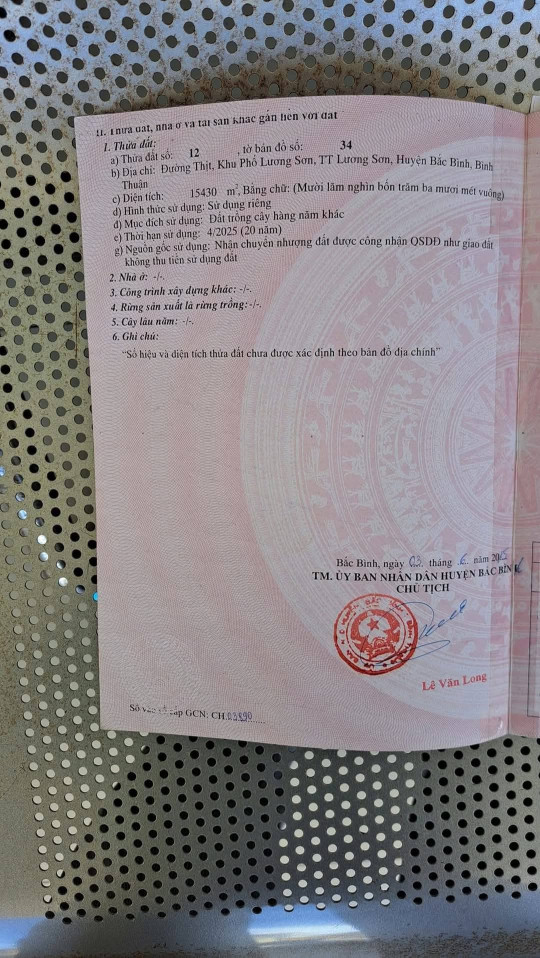 II. Thửa đất, nhà ở và tài sản khác gắn liền với đất
1. Thửa đất:
a) Thửa đất số: 12 , tờ bản đồ số: 34
b) Địa chỉ: Đường Thịt, Khu Phố Lương Sơn, TT Lương Sơn, Huyện Bắc Bình, Bình
Thuận
c) Diện tích: 15430 m², Bằng chữ: (Mười lăm nghìn bốn trăm ba mươi mét vuông)
d) Hình thức sử dụng: Sử dụng riêng
đ) Mục đích sử dụng: Đất trồng cây hàng năm khác
e) Thời hạn sử dụng: 4/2025 (20 năm)
g) Nguồn gốc sử dụng: Nhận chuyển nhượng đất được công nhận QSDĐ như giao đất
không thu tiền sử dụng đất
2. Nhà ở: -/-.
3. Công trình xây dựng khác: -/-.
4. Rừng sản xuất là rừng trồng: -/-.
5. Cây lâu năm: -/-.
6. Ghi chú:
"Số hiệu và diện tích thửa đất chưa được xác định theo bản đồ địa chính"
Bắc Bình, ngày 03 tháng 6 năm 2015
TM. ỦY BAN NHÂN DÂN HUYỆN BẮC BÌNH
CHỦ TỊCH
Lê Văn Long
Số vào sổ cấp GCN: CH